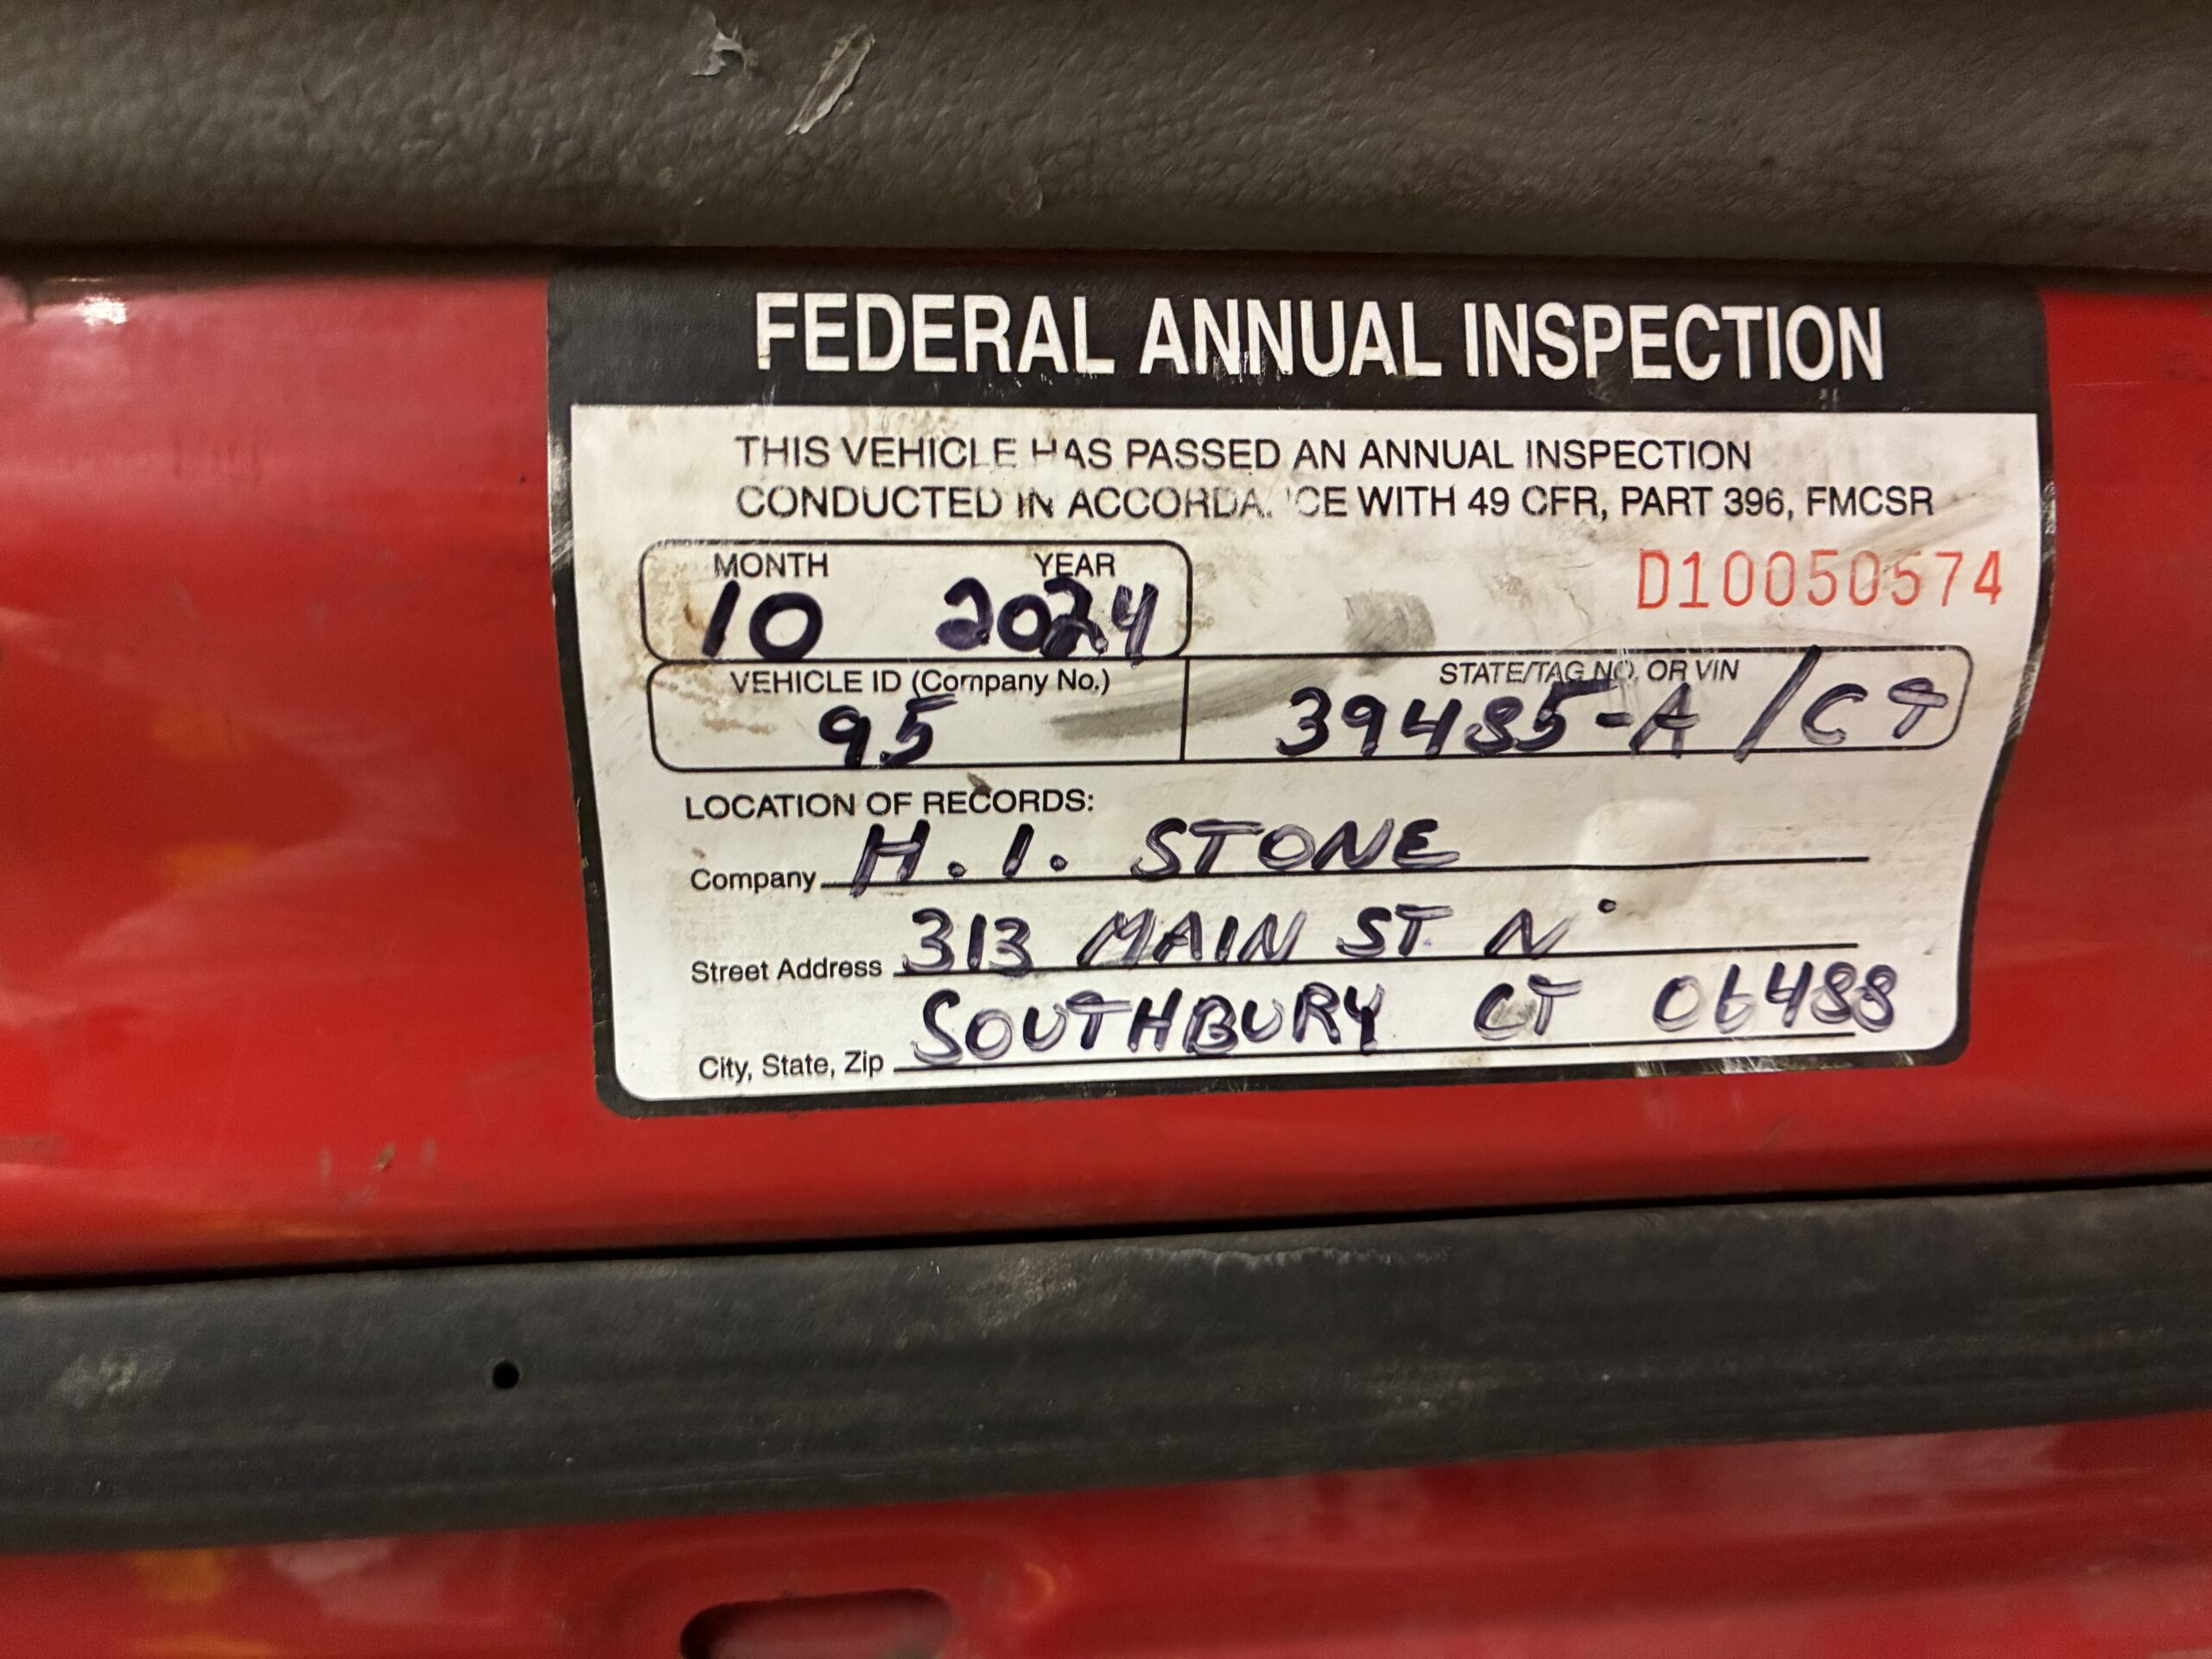 FEDERAL ANNUAL INSPECTION
THIS VEHICLE HAS PASSED AN ANNUAL INSPECTION
CONDUCTED IN ACCORDANCE WITH 49 CFR, PART 396, FMCSR
MONTH YEAR
10 2024
D10050574
VEHICLE ID (Company No.)
95
STATE/TAG NO. OR VIN
39485-A /CT
LOCATION OF RECORDS:
Company H.I. STONE
Street Address 313 MAIN ST. N.
City, State, Zip SOUTHBURY CT 06488